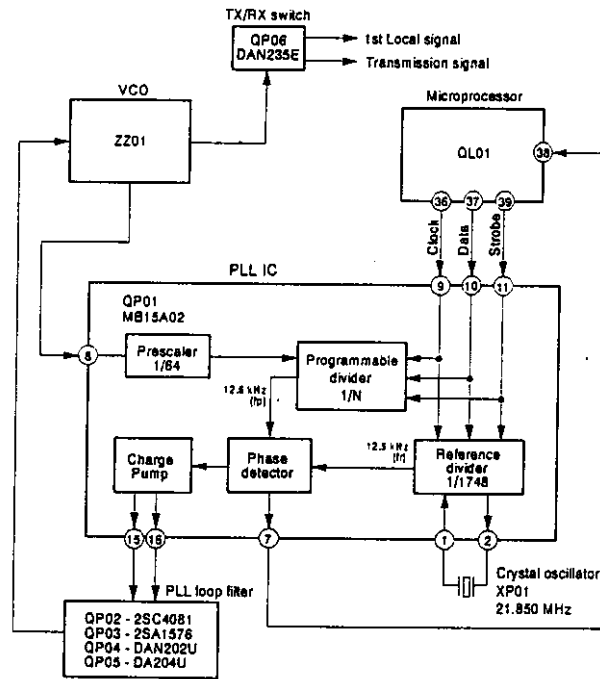 TX/RX switch
QP06
DAN235E
1st Local signal
Transmission signal
VCO
ZZ01
Microprocessor
QL01
38
36
37
39
Clock
Data
Strobe
PLL IC
9
10
11
QP01
MB15A02
8
Prescaler
1/64
Programmable
divider
1/N
12.5 kHz
(fp)
12.5 kHz
(fr)
Charge
Pump
Phase
detector
Reference
divider
1/1748
15
16
7
1
2
PLL loop filter
QP02 - 2SC4081
QP03 - 2SA1576
QP04 - DAN202U
QP05 - DA204U
Crystal oscillator
XP01
21.850 MHz